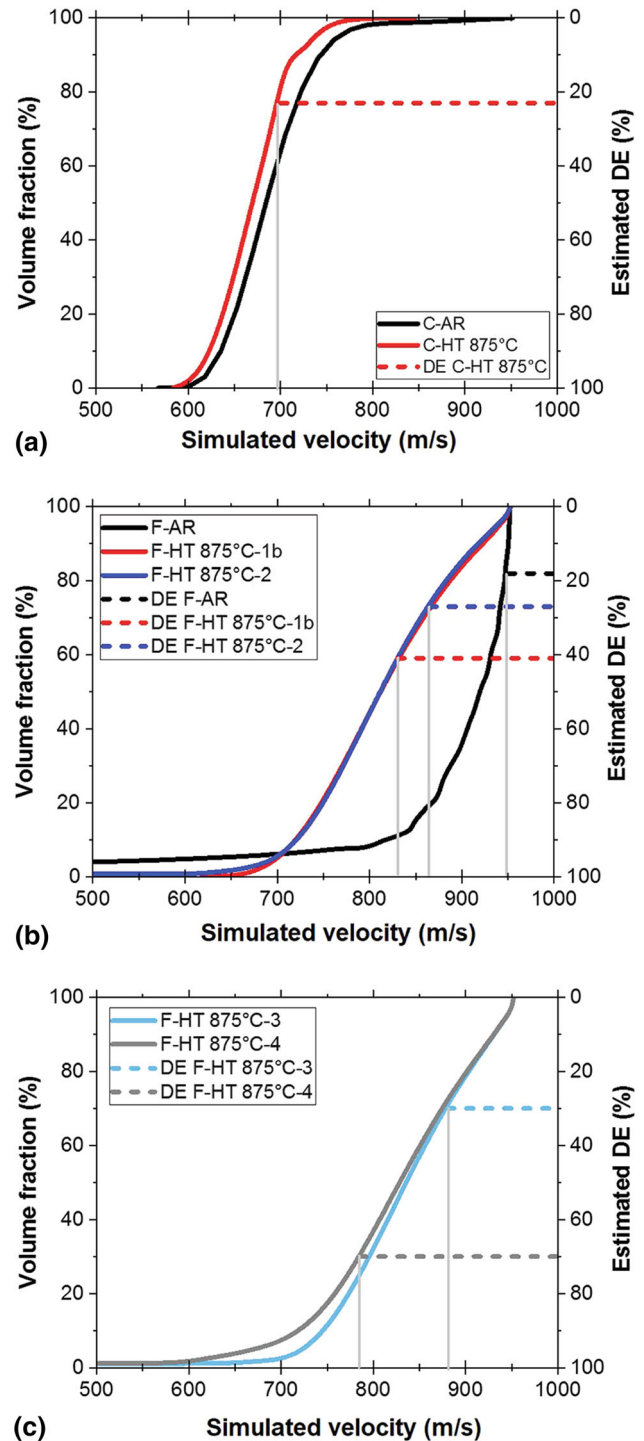 100
80
60
40
20
0
Volume fraction (%)
0
20
40
60
80
100
Estimated DE (%)
C-AR
C-HT 875°C
DE C-HT 875°C
500 600 700 800 900 1000
Simulated velocity (m/s)
(a)
100
80
60
40
20
0
Volume fraction (%)
0
20
40
60
80
100
Estimated DE (%)
F-AR
F-HT 875°C-1b
F-HT 875°C-2
DE F-AR
DE F-HT 875°C-1b
DE F-HT 875°C-2
500 600 700 800 900 1000
Simulated velocity (m/s)
(b)
100
80
60
40
20
0
Volume fraction (%)
0
20
40
60
80
100
Estimated DE (%)
F-HT 875°C-3
F-HT 875°C-4
DE F-HT 875°C-3
DE F-HT 875°C-4
500 600 700 800 900 1000
Simulated velocity (m/s)
(c)